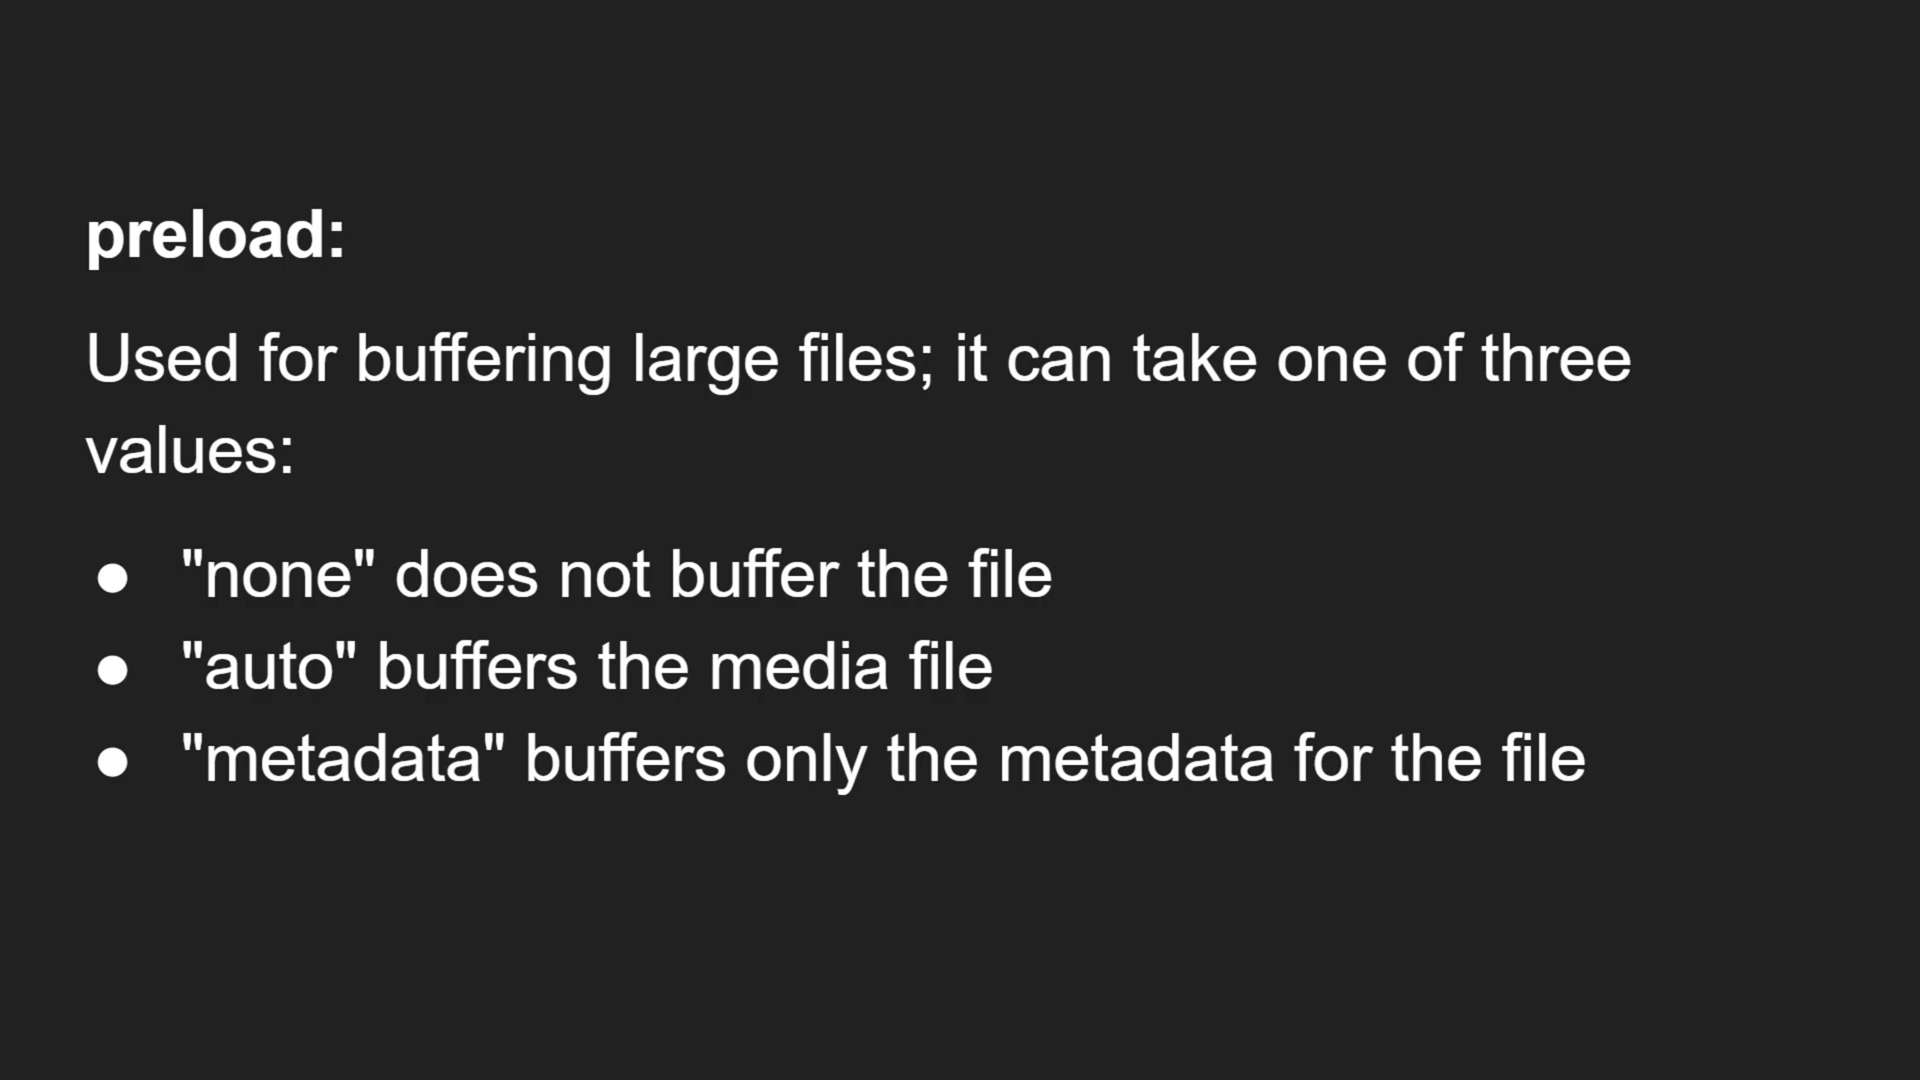 preload:
Used for buffering large files; it can take one of three
values:
● "none" does not buffer the file
● "auto" buffers the media file
● "metadata" buffers only the metadata for the file